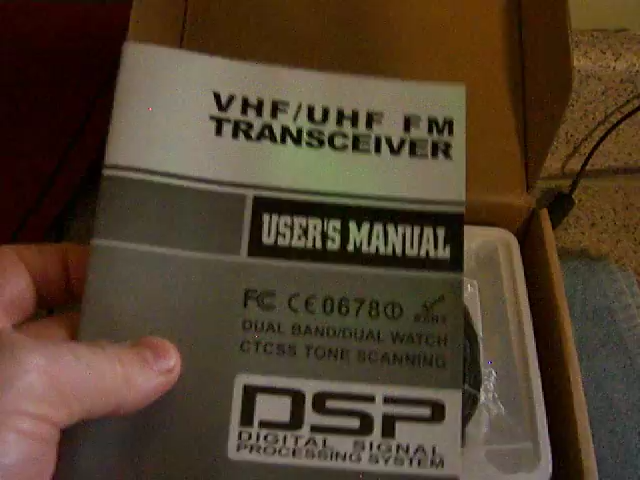 VHF/UHF FM
TRANSCEIVER
USER'S MANUAL
FC CE0678
DUAL BAND/DUAL WATCH
CTCSS TONE SCANNING
DSP
DIGITAL SIGNAL
PROCESSING SYSTEM